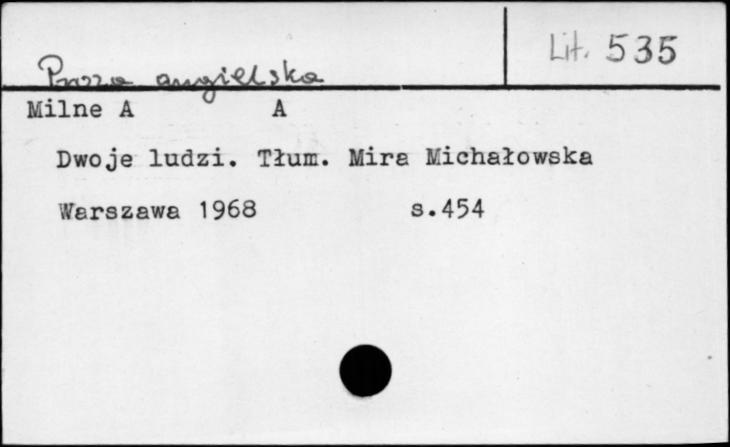 Lit. 535
Proza angielska
Milne A A
Dwoje ludzi. Tłum. Mira Michałowska
Warszawa 1968 s.454